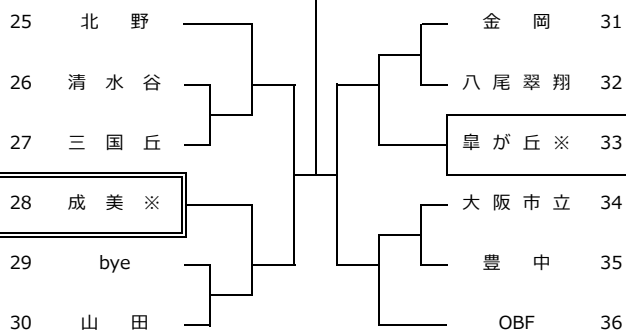 25 北 野
26 清 水 谷
27 三 国 丘
28 成 美 ※
29 bye
30 山 田
金 岡 31
八 尾 翠 翔 32
皐 が 丘 ※ 33
大 阪 市 立 34
豊 中 35
OBF 36